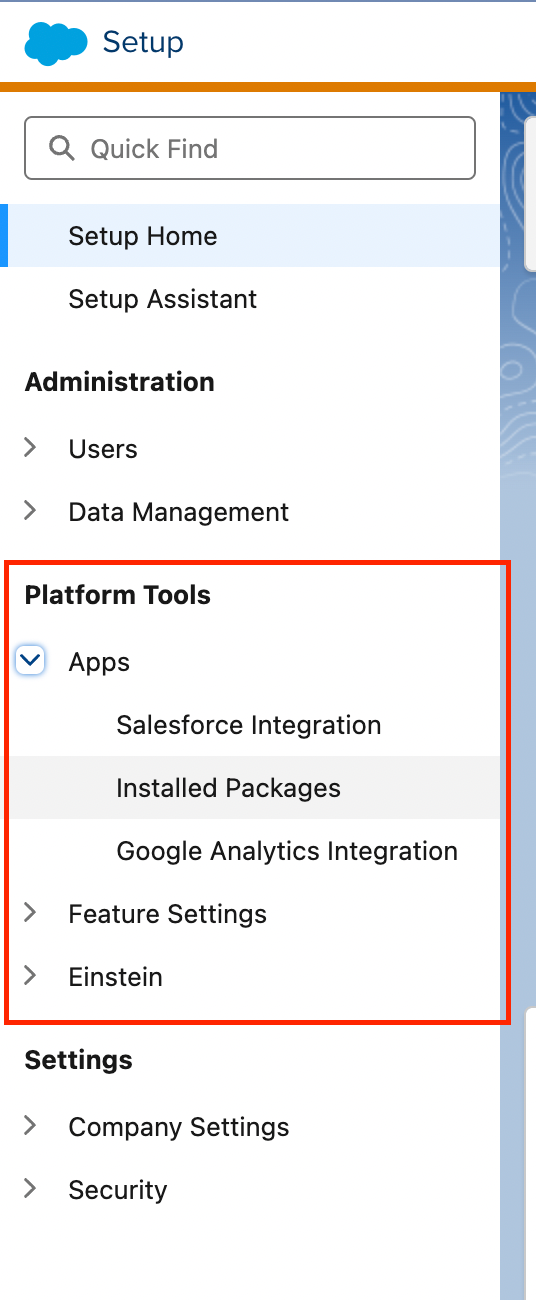 Setup
Quick Find
Setup Home
Setup Assistant
Administration
Users
Data Management
Platform Tools
Apps
Salesforce Integration
Installed Packages
Google Analytics Integration
Feature Settings
Einstein
Settings
Company Settings
Security